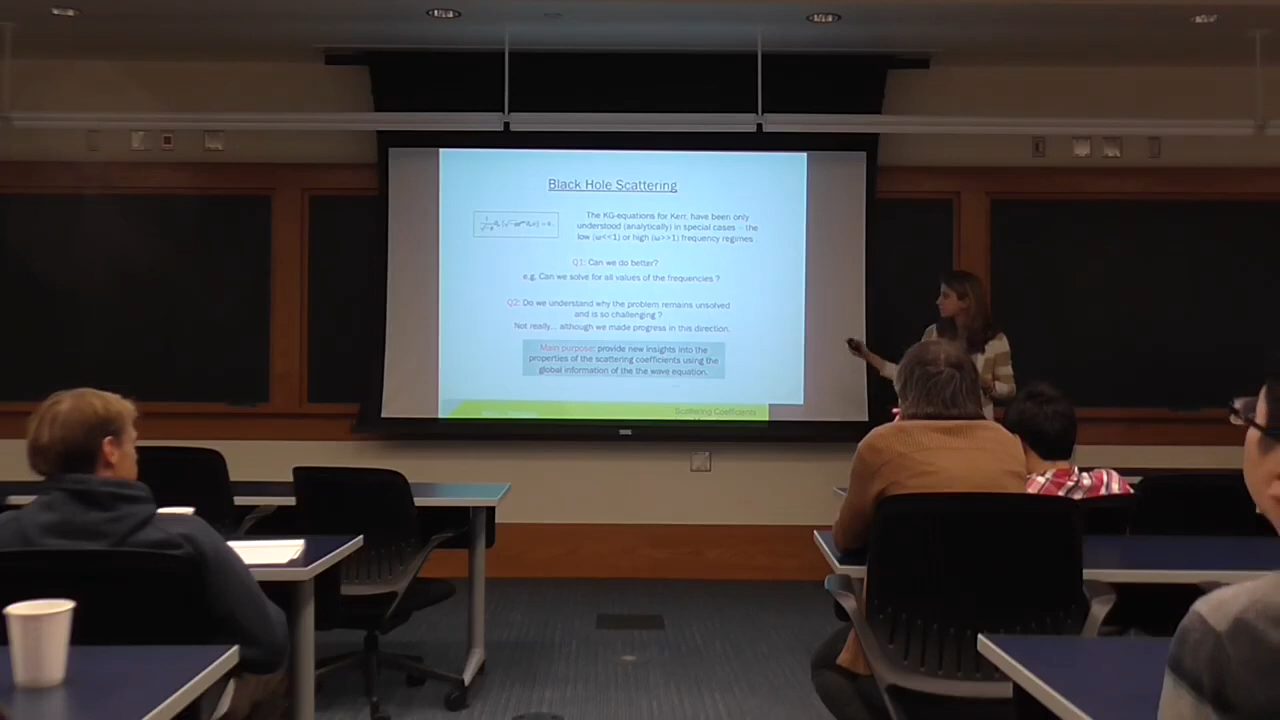 Black Hole Scattering
The KG-equations for Kerr, have been only
understood (analytically) in special cases – the
low (ω<<1) or high (ω>>1) frequency regimes
Q1: Can we do better?
e.g. Can we solve for all values of the frequencies ?
Q2: Do we understand why the problem remains unsolved
and is so challenging ?
Not really... although we made progress in this direction.
Main purpose: provide new insights into the
properties of the scattering coefficients using the
global information of the the wave equation.
Scattering Coefficients